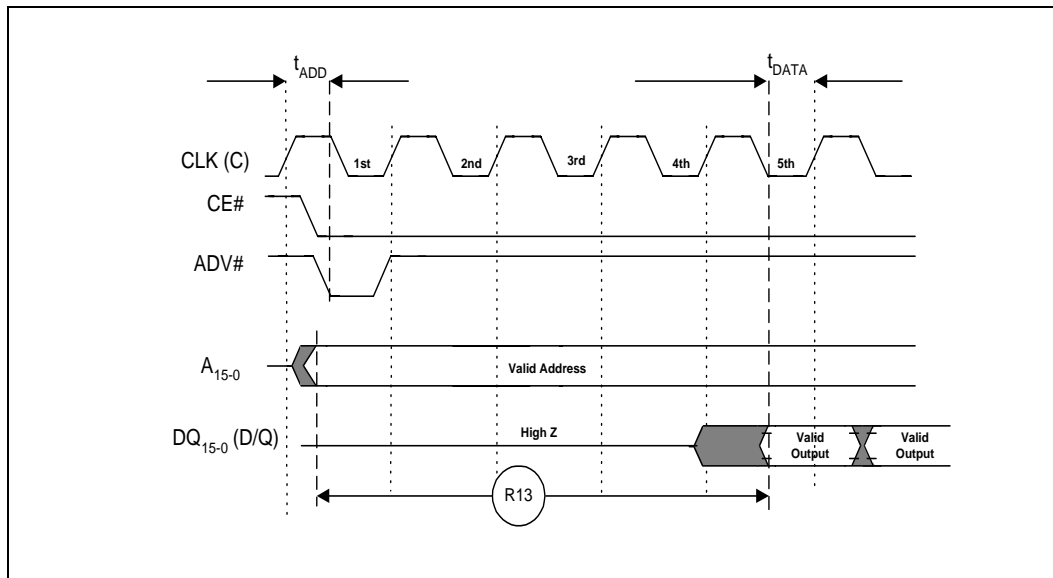 tADD
tDATA
CLK (C)
1st 2nd 3rd 4th 5th
CE#
ADV#
A15-0
Valid Address
DQ15-0 (D/Q)
High Z
Valid
Output
Valid
Output
R13